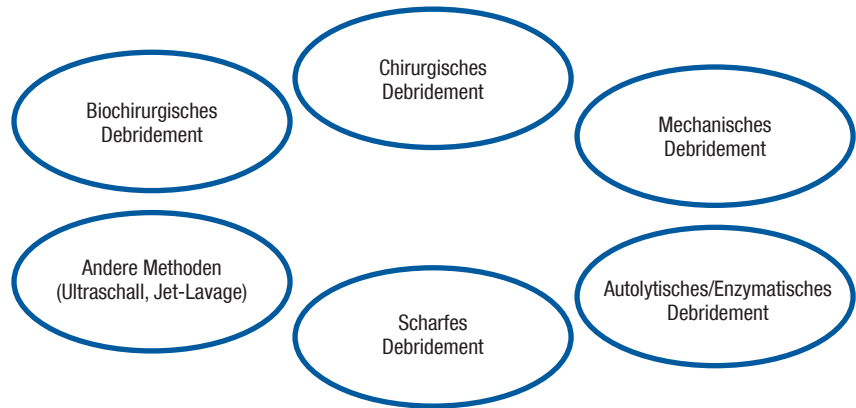 Chirurgisches
Debridement
Biochirurgisches
Debridement
Mechanisches
Debridement
Andere Methoden
(Ultraschall, Jet-Lavage)
Autolytisches/Enzymatisches
Debridement
Scharfes
Debridement